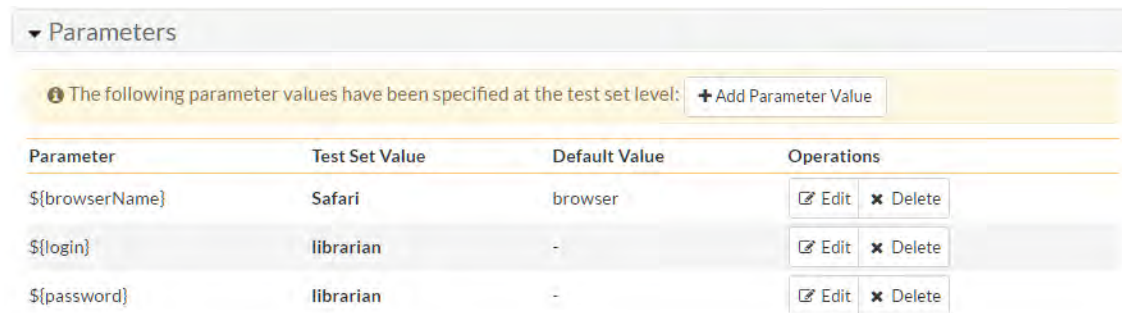 Parameters
The following parameter values have been specified at the test set level: Add Parameter Value
Parameter Test Set Value Default Value Operations
${browserName} Safari browser Edit Delete
${login} librarian - Edit Delete
${password} librarian - Edit Delete